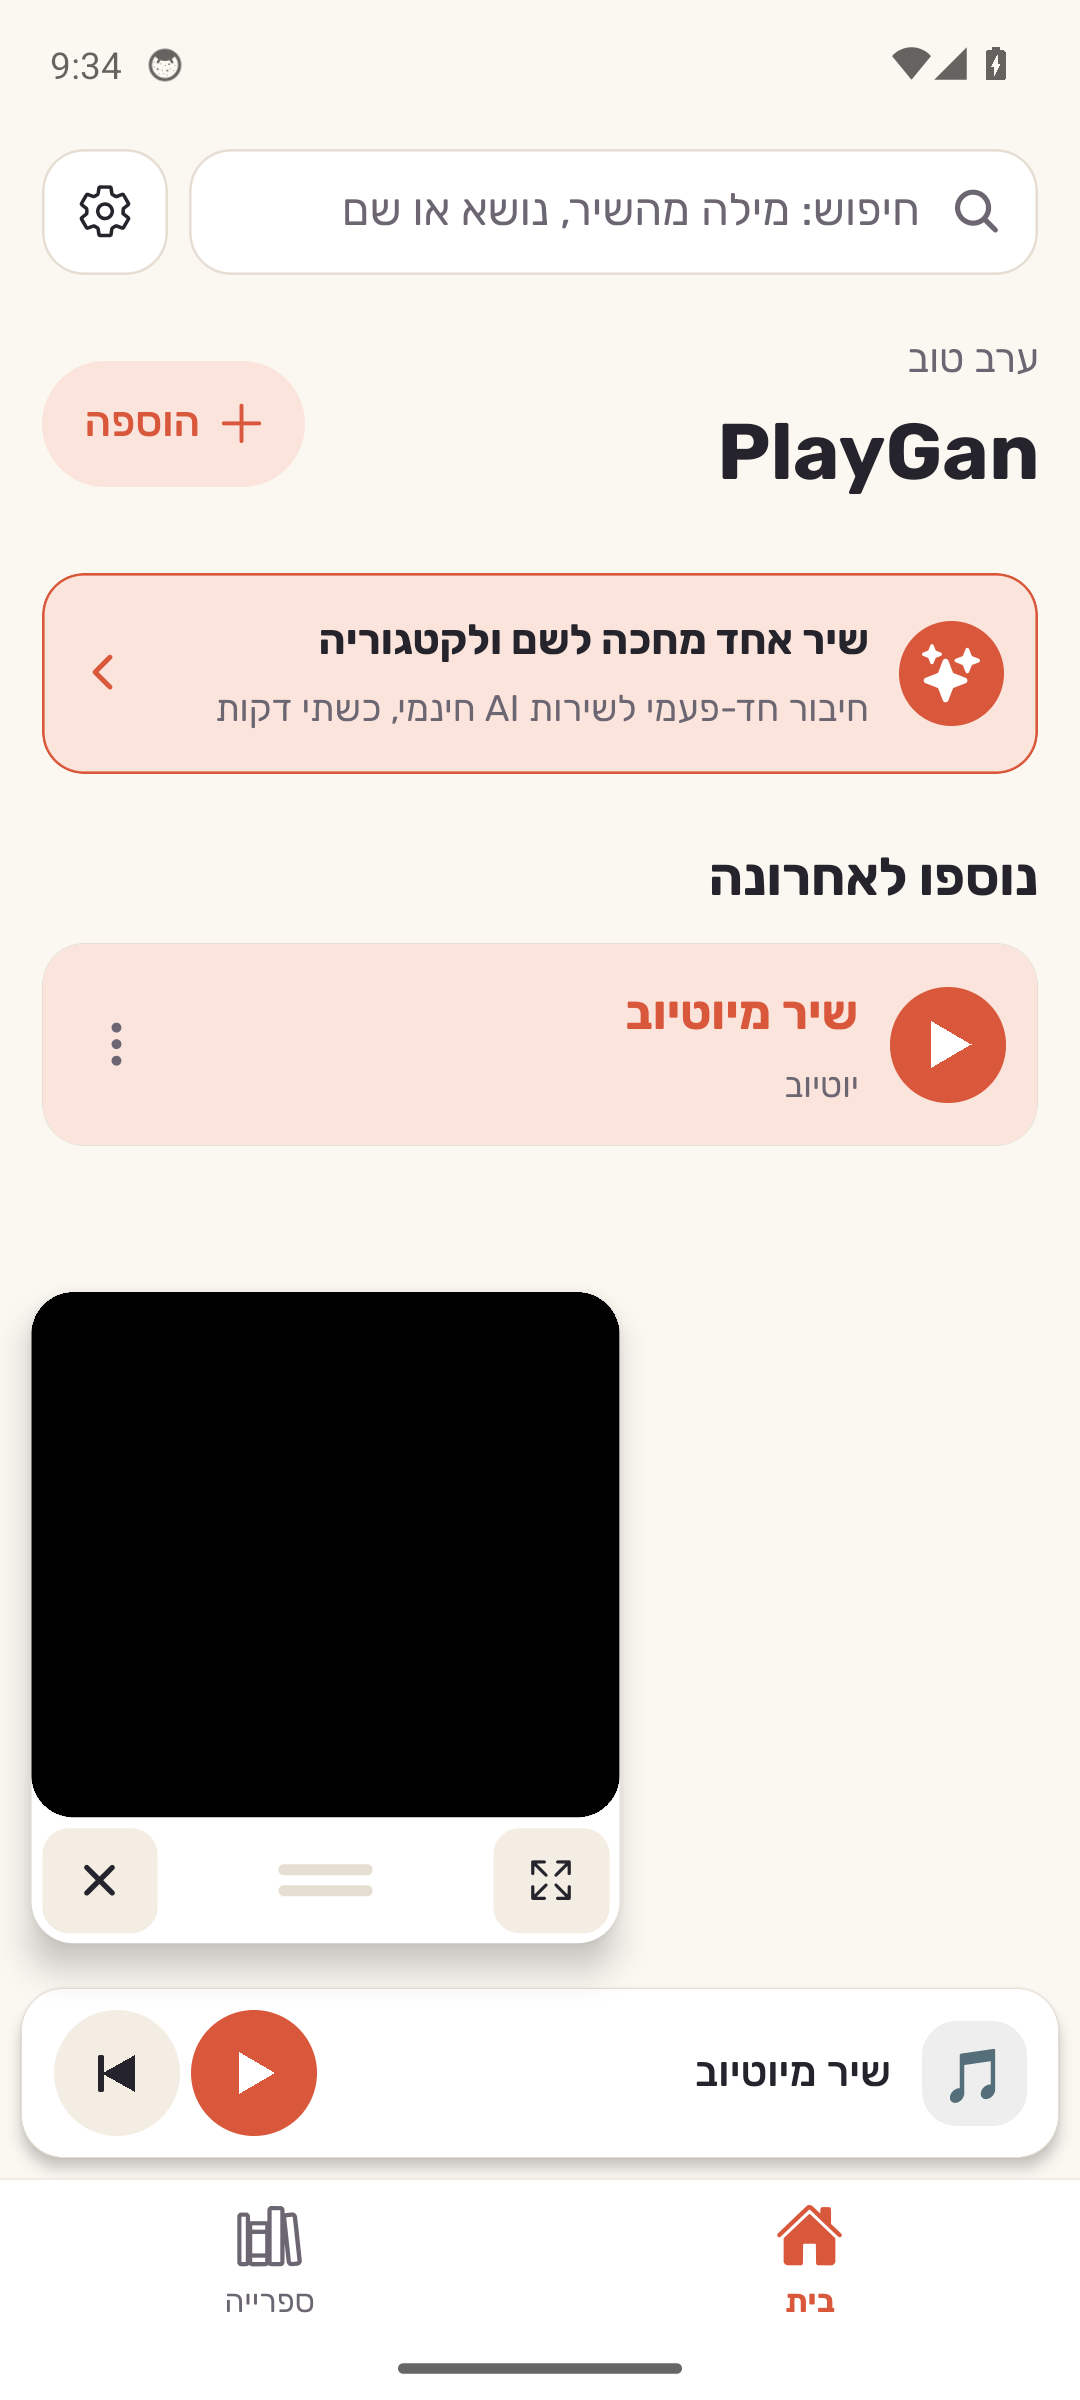 9:34
חיפוש: מילה מהשיר, נושא או שם
ערב טוב
PlayGan
הוספה
שיר אחד מחכה לשם ולקטגוריה
חיבור חד-פעמי לשירות AI חינמי, כשתי דקות
נוספו לאחרונה
שיר מיוטיוב
יוטיוב
שיר מיוטיוב
בית
ספרייה